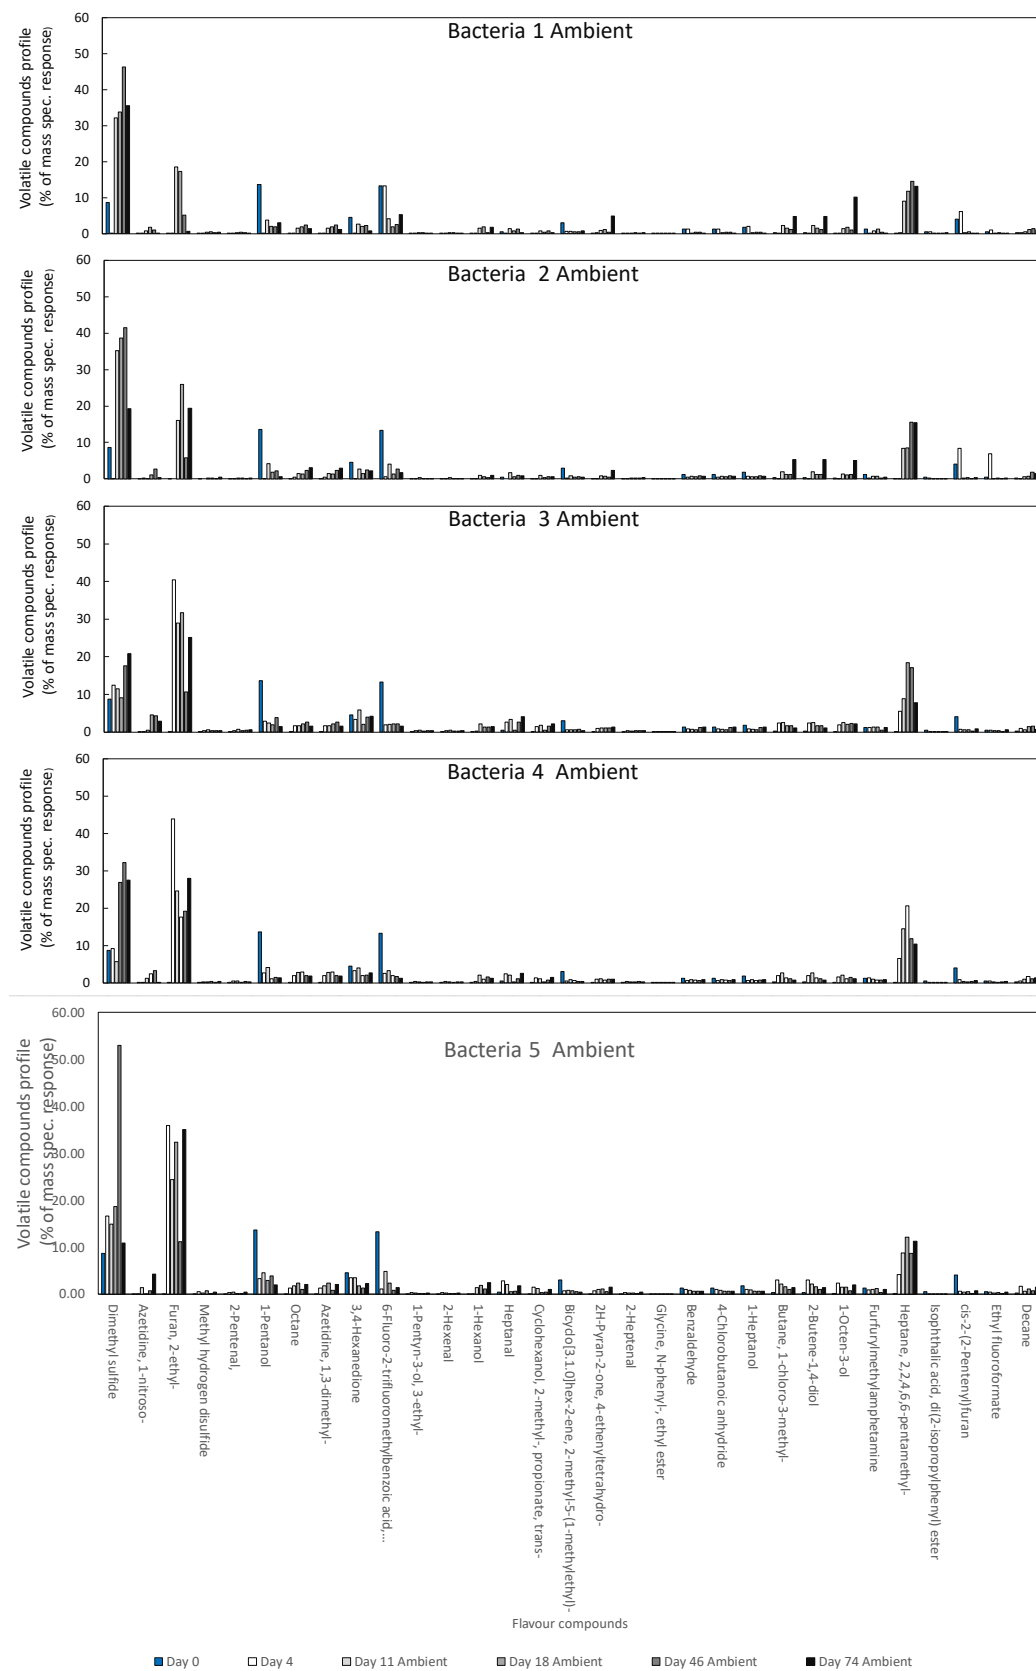 Bacteria 1 Ambient
Volatile compounds profile
(% of mass spec. response)
60
50
40
30
20
10
0
Bacteria 2 Ambient
Volatile compounds profile
(% of mass spec. response)
60
50
40
30
20
10
0
Bacteria 3 Ambient
Volatile compounds profile
(% of mass spec. response)
60
50
40
30
20
10
0
Bacteria 4 Ambient
Volatile compounds profile
(% of mass spec. response)
60
50
40
30
20
10
0
Bacteria 5 Ambient
Volatile compounds profile
(% of mass spec. response)
60.00
50.00
40.00
30.00
20.00
10.00
0.00
Dimethyl sulfide
Azetidine, 1-nitroso-
Furan, 2-ethyl-
Methyl hydrogen disulfide
2-Pentenal,
1-Pentanol
Octane
Azetidine, 1,3-dimethyl-
3,4-Hexanedione
6-Fluoro-2-trifluoromethylbenzoic acid,...
1-Pentyn-3-ol, 3-ethyl-
2-Hexenal
1-Hexanol
Heptanal
Cyclohexanol, 2-methyl-, propionate, trans-
Bicyclo[3.1.0]hex-2-ene, 2-methyl-5-(1-methylethyl)-
2H-Pyran-2-one, 4-ethenyltetrahydro-
2-Heptenal
Glycine, N-phenyl-, ethyl ester
Benzaldehyde
4-Chlorobutanoic anhydride
1-Heptanol
Butane, 1-chloro-3-methyl-
2-Butene-1,4-diol
1-Octen-3-ol
Furfurylmethylamphetamine
Heptane, 2,2,4,6,6-pentamethyl-
Isophthalic acid, di(2-isopropylphenyl) ester
cis-2-(2-Pentenyl)furan
Ethyl fluoroformate
Decane
Flavour compounds
Day 0 Day 4 Day 11 Ambient Day 18 Ambient Day 46 Ambient Day 74 Ambient